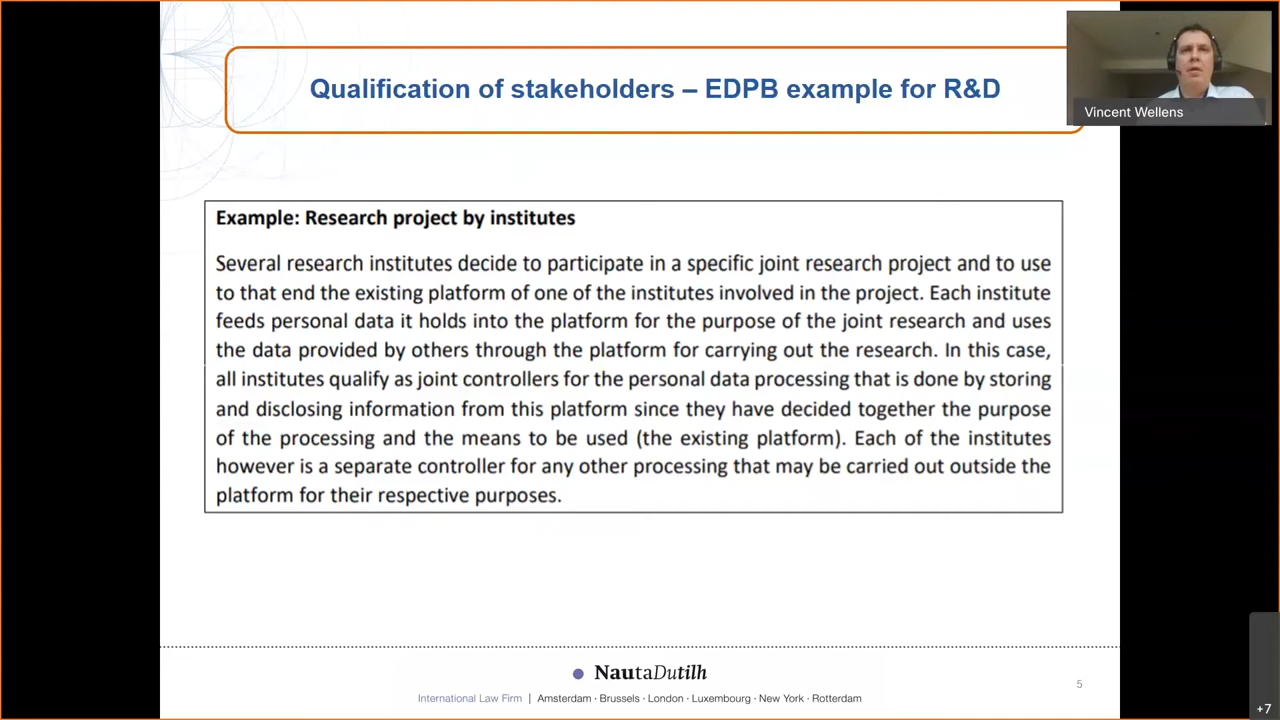 Qualification of stakeholders – EDPB example for R&D
Vincent Wellens
Example: Research project by institutes
Several research institutes decide to participate in a specific joint research project and to use
to that end the existing platform of one of the institutes involved in the project. Each institute
feeds personal data it holds into the platform for the purpose of the joint research and uses
the data provided by others through the platform for carrying out the research. In this case,
all institutes qualify as joint controllers for the personal data processing that is done by storing
and disclosing information from this platform since they have decided together the purpose
of the processing and the means to be used (the existing platform). Each of the institutes
however is a separate controller for any other processing that may be carried out outside the
platform for their respective purposes.
NautaDutilh
International Law Firm | Amsterdam · Brussels · London · Luxembourg · New York · Rotterdam
5
+7